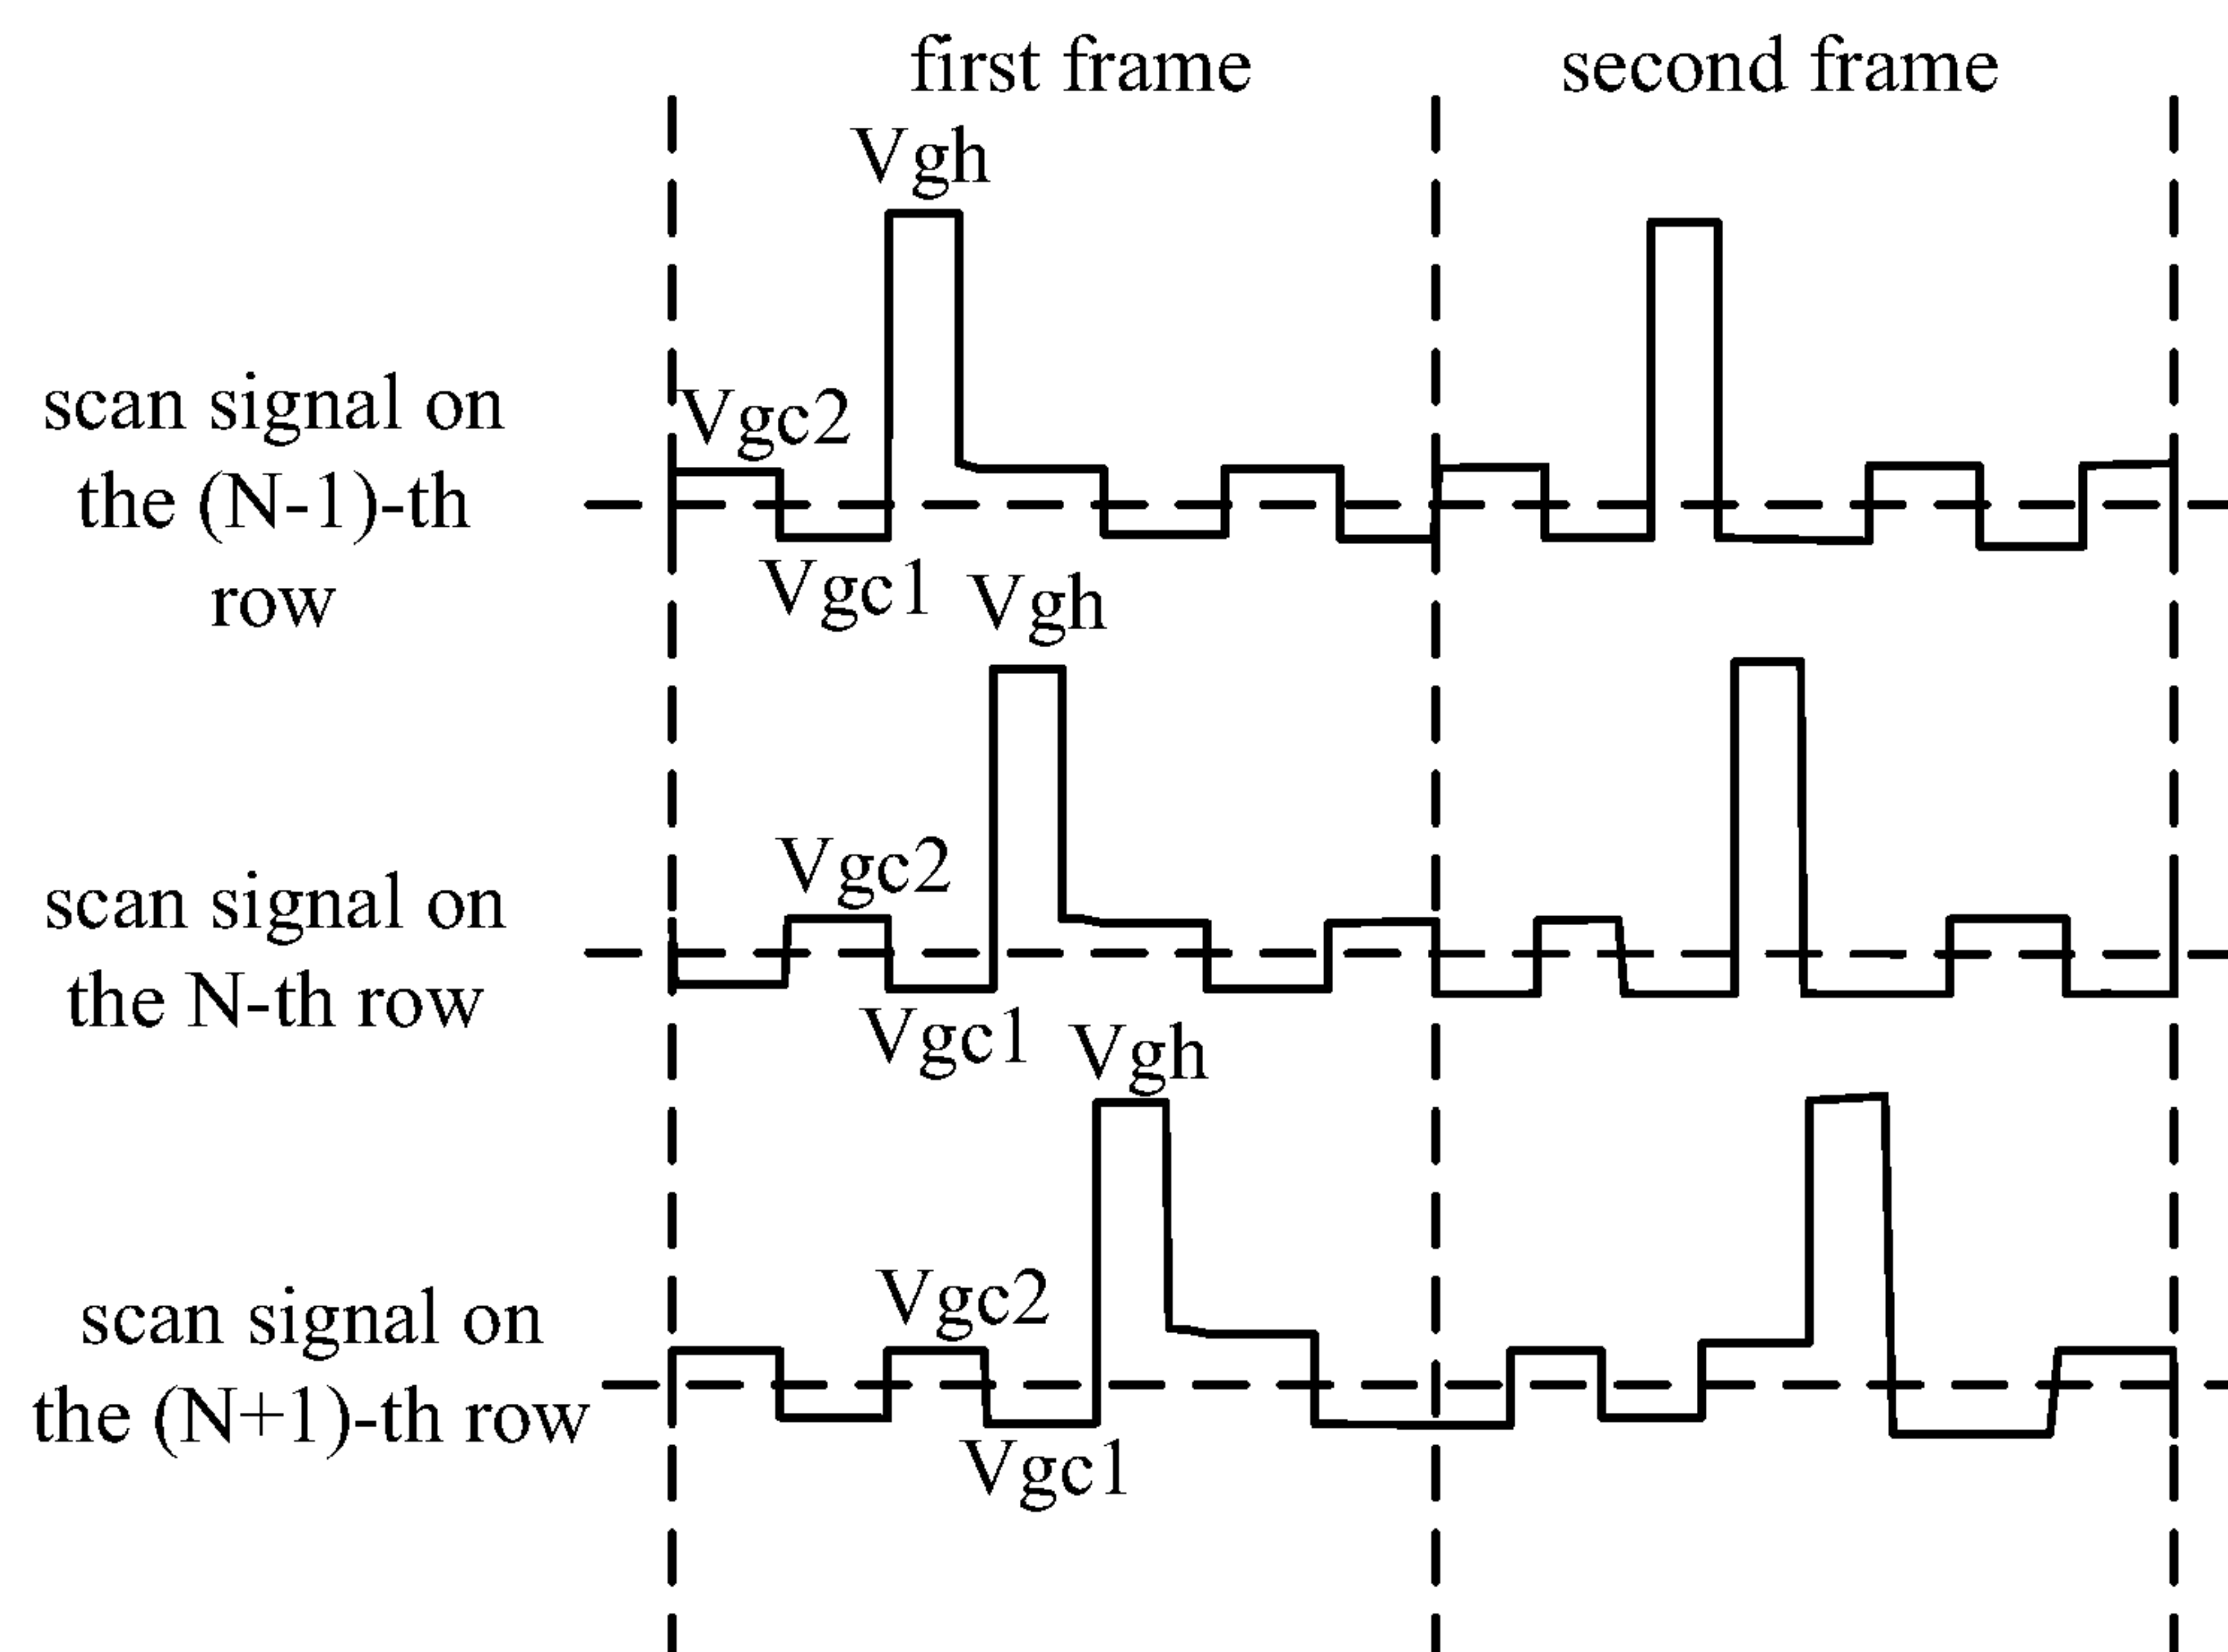 first frame
second frame
Vgh
scan signal on
the (N-1)-th
row
Vgc2
Vgc1
Vgh
scan signal on
the N-th row
Vgc2
Vgc1
Vgh
scan signal on
the (N+1)-th row
Vgc2
Vgc1